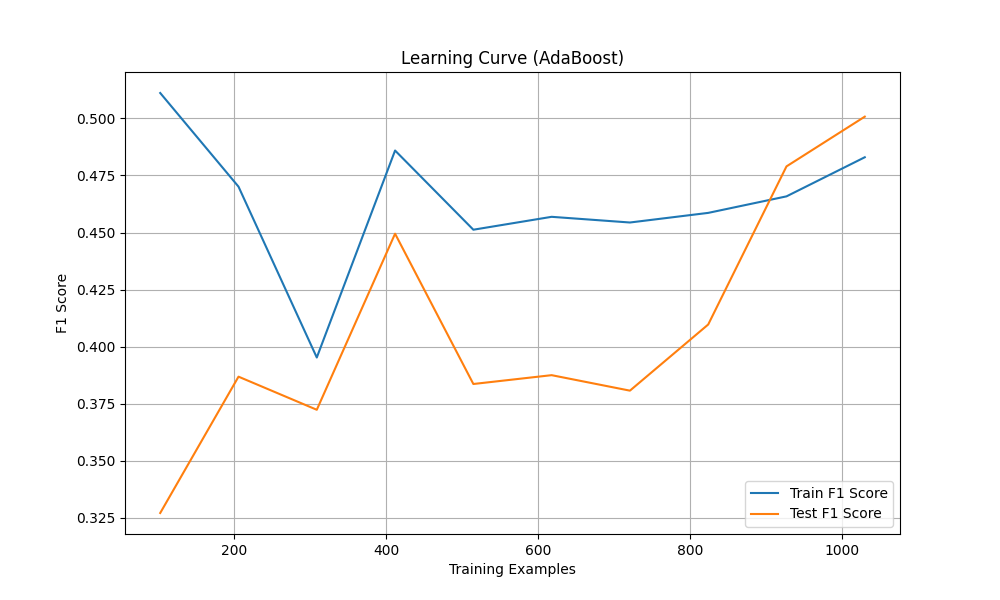 Learning Curve (AdaBoost)
F1 Score
0.500
0.475
0.450
0.425
0.400
0.375
0.350
0.325
200
400
600
800
1000
Training Examples
Train F1 Score
Test F1 Score